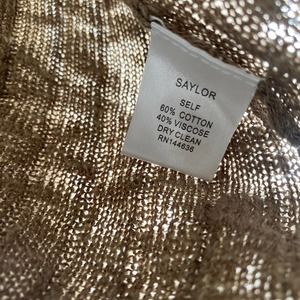 SAYLOR
SELF
60% COTTON
40% VISCOSE
DRY CLEAN
RN144636